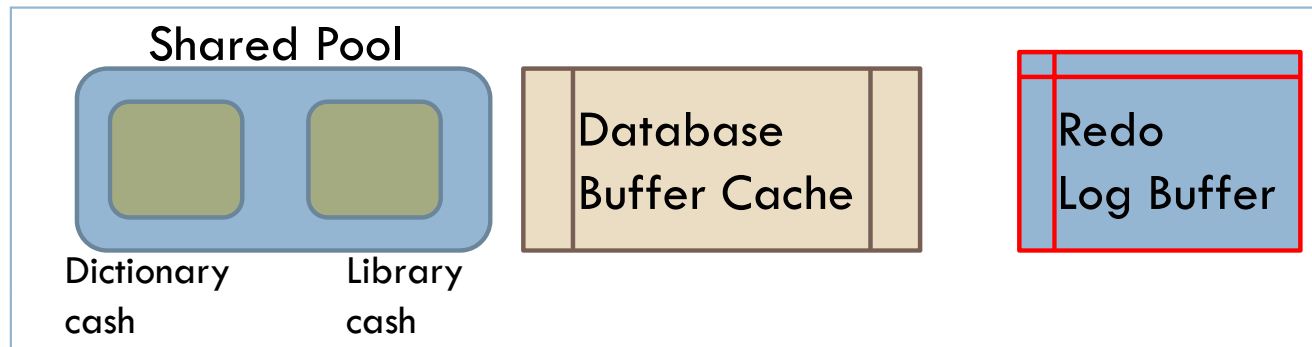 Shared Pool
Database
Buffer Cache
Redo
Log Buffer
Dictionary
cash
Library
cash